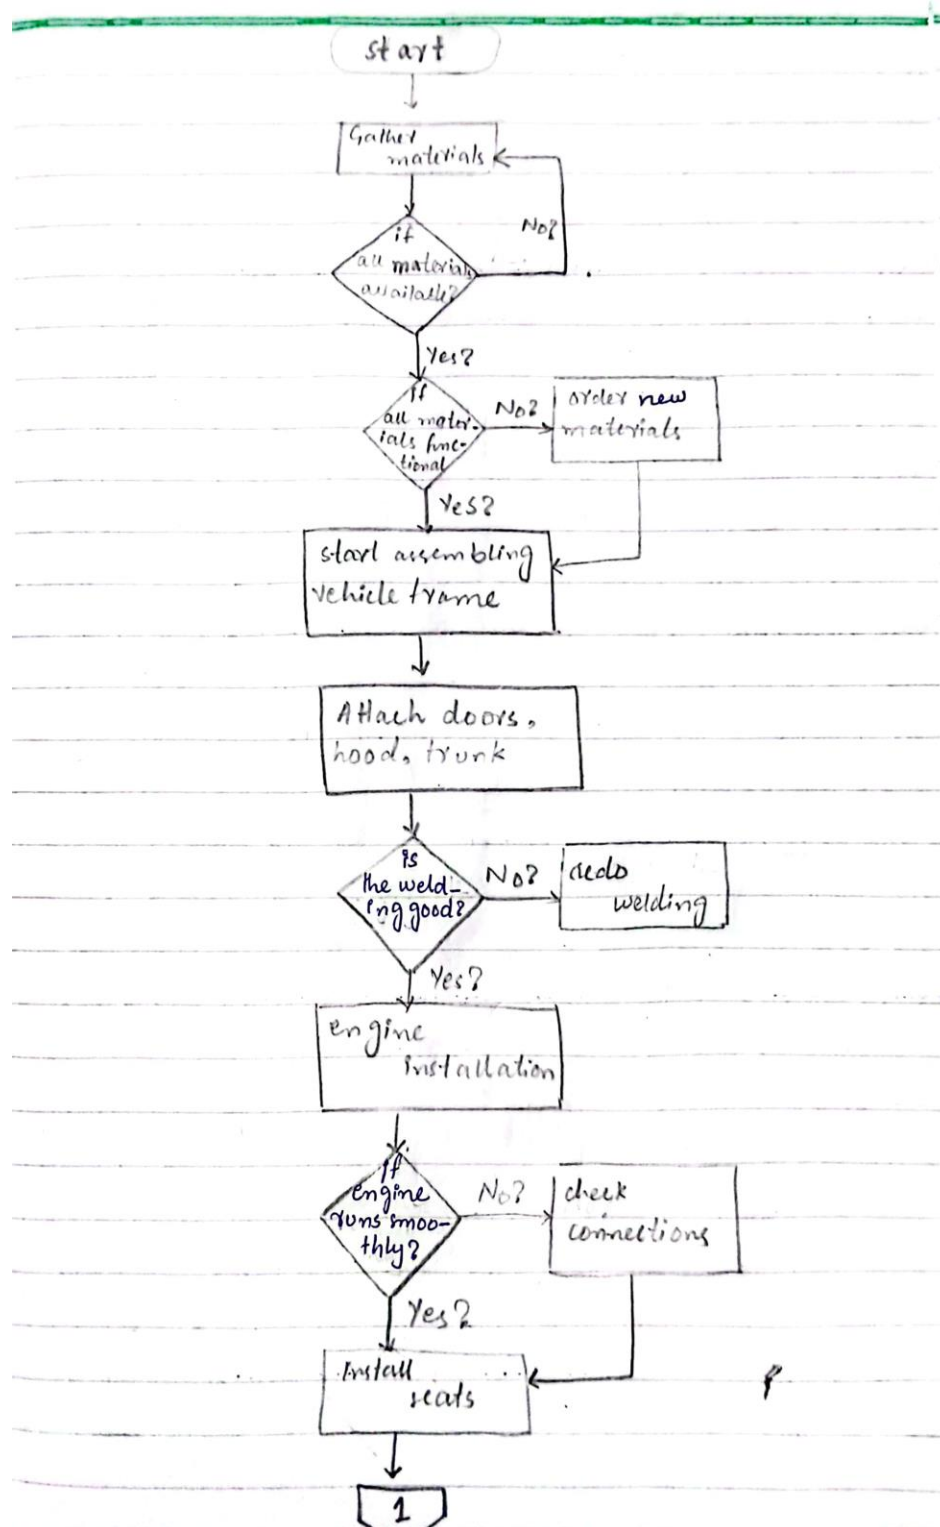 start
Gather
materials
No?
if
all materials
available?
Yes?
If
all mater-
ials func-
tional
No?
order new
materials
Yes?
start assembling
vehicle frame
Attach doors,
hood, trunk
is
the weld-
ing good?
No?
redo
welding
Yes?
engine
installation
If
engine
runs smoo-
thly?
No?
check
connections
Yes?
Install
seats
1